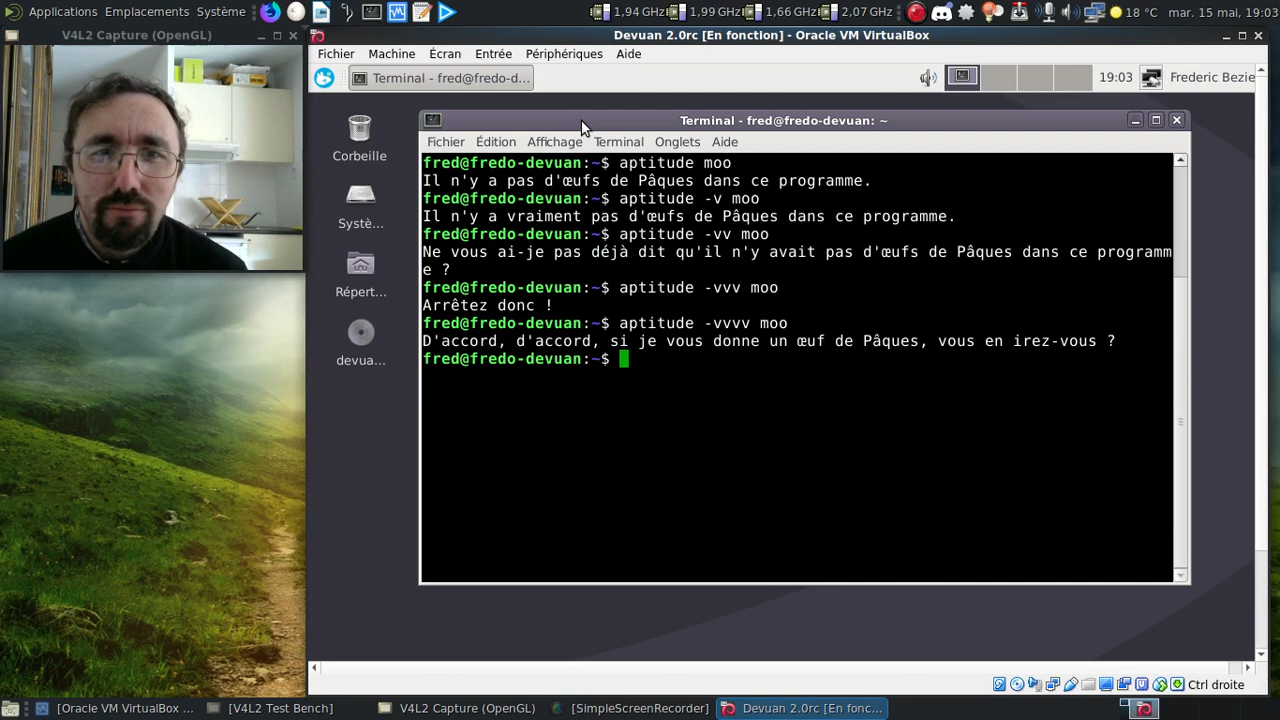 Applications Emplacements Système 1,94 GHz 1,99 GHz 1,66 GHz 2,07 GHz 18 °C mar. 15 mai, 19:03
V4L2 Capture (OpenGL)
Devuan 2.0rc [En fonction] - Oracle VM VirtualBox
Fichier Machine Écran Entrée Périphériques Aide
Terminal - fred@fredo-d... 19:03 Frederic Bezie
Terminal - fred@fredo-devuan: ~
Fichier Édition Affichage Terminal Onglets Aide
Corbeille
Systè...
Répert...
devua...
fred@fredo-devuan:~$ aptitude moo
Il n'y a pas d'œufs de Pâques dans ce programme.
fred@fredo-devuan:~$ aptitude -v moo
Il n'y a vraiment pas d'œufs de Pâques dans ce programme.
fred@fredo-devuan:~$ aptitude -vv moo
Ne vous ai-je pas déjà dit qu'il n'y avait pas d'œufs de Pâques dans ce programm
e ?
fred@fredo-devuan:~$ aptitude -vvv moo
Arrêtez donc !
fred@fredo-devuan:~$ aptitude -vvvv moo
D'accord, d'accord, si je vous donne un œuf de Pâques, vous en irez-vous ?
fred@fredo-devuan:~$
Ctrl droite
[Oracle VM VirtualBox ... [V4L2 Test Bench] V4L2 Capture (OpenGL) [SimpleScreenRecorder] Devuan 2.0rc [En fonc...